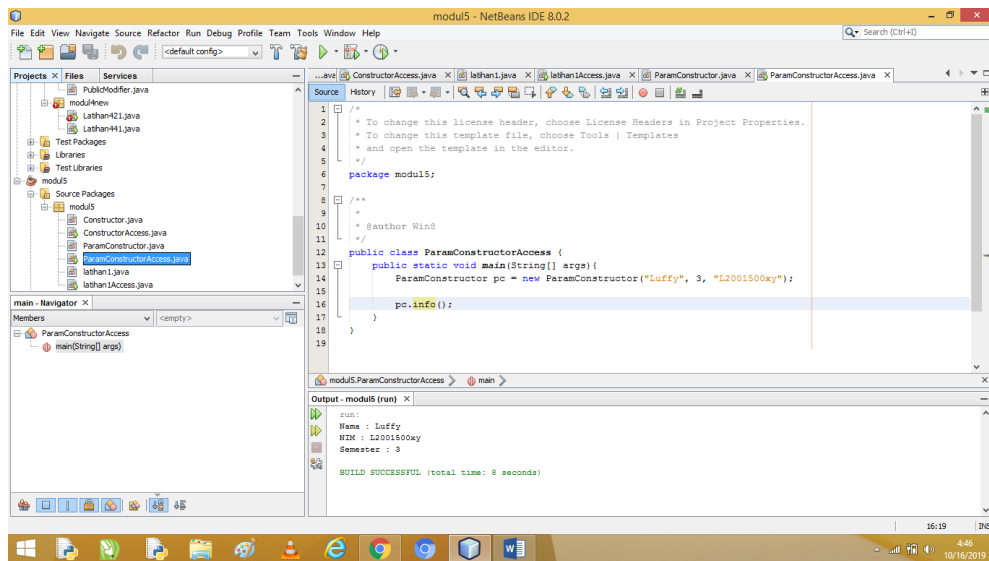 modul5 - NetBeans IDE 8.0.2
File Edit View Navigate Source Refactor Run Debug Profile Team Tools Window Help
Search (Ctrl+I)
<default config>
Projects Files Services
PublicModifier.java
modul4new
Latihan421.java
Latihan441.java
Test Packages
Libraries
Test Libraries
modul5
Source Packages
modul5
Constructor.java
ConstructorAccess.java
ParamConstructor.java
ParamConstructorAccess.java
latihan1.java
latihan1Access.java
main - Navigator
Members <empty>
ParamConstructorAccess
main(String[] args)
...ava ConstructorAccess.java latihan1.java latihan1Access.java ParamConstructor.java ParamConstructorAccess.java
Source History
1 /*
2 * To change this license header, choose License Headers in Project Properties.
3 * To change this template file, choose Tools | Templates
4 * and open the template in the editor.
5 */
6 package modul5;
7
8 /**
9 *
10 * @author Win8
11 */
12 public class ParamConstructorAccess {
13 public static void main(String[] args){
14 ParamConstructor pc = new ParamConstructor("Luffy", 3, "L2001500xy");
15
16 pc.info();
17 }
18 }
19
modul5.ParamConstructorAccess main
Output - modul5 (run)
run:
Nama : Luffy
NIM : L2001500xy
Semester : 3
BUILD SUCCESSFUL (total time: 8 seconds)
16:19 INS
4:46
10/16/2019